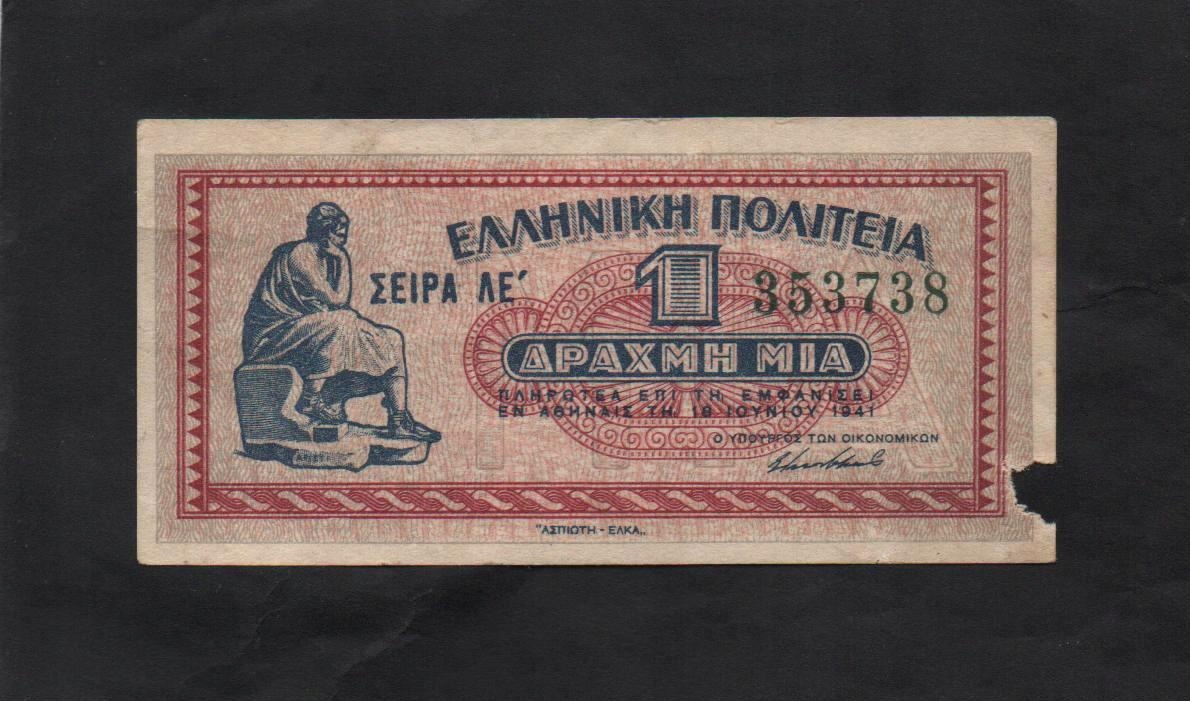 ΕΛΛΗΝΙΚΗ ΠΟΛΙΤΕΙΑ
ΣΕΙΡΑ ΛΕ´
1
353738
ΔΡΑΧΜΗ ΜΙΑ
ΠΛΗΡΩΤΕΑ ΕΠΙ ΤΗ ΕΜΦΑΝΙΣΕΙ
ΕΝ ΑΘΗΝΑΙΣ ΤΗ 18 ΙΟΥΝΙΟΥ 1941
Ο ΥΠΟΥΡΓΟΣ ΤΩΝ ΟΙΚΟΝΟΜΙΚΩΝ
"ΑΣΠΙΩΤΗ - ΕΛΚΑ„